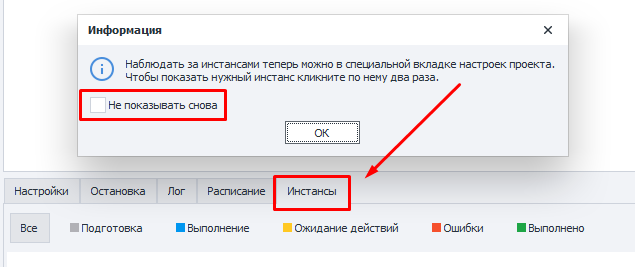 Информация
Наблюдать за инстансами теперь можно в специальной вкладке настроек проекта.
Чтобы показать нужный инстанс кликните по нему два раза.
Не показывать снова
OK
Настройки Остановка Лог Расписание Инстансы
Все Подготовка Выполнение Ожидание действий Ошибки Выполнено